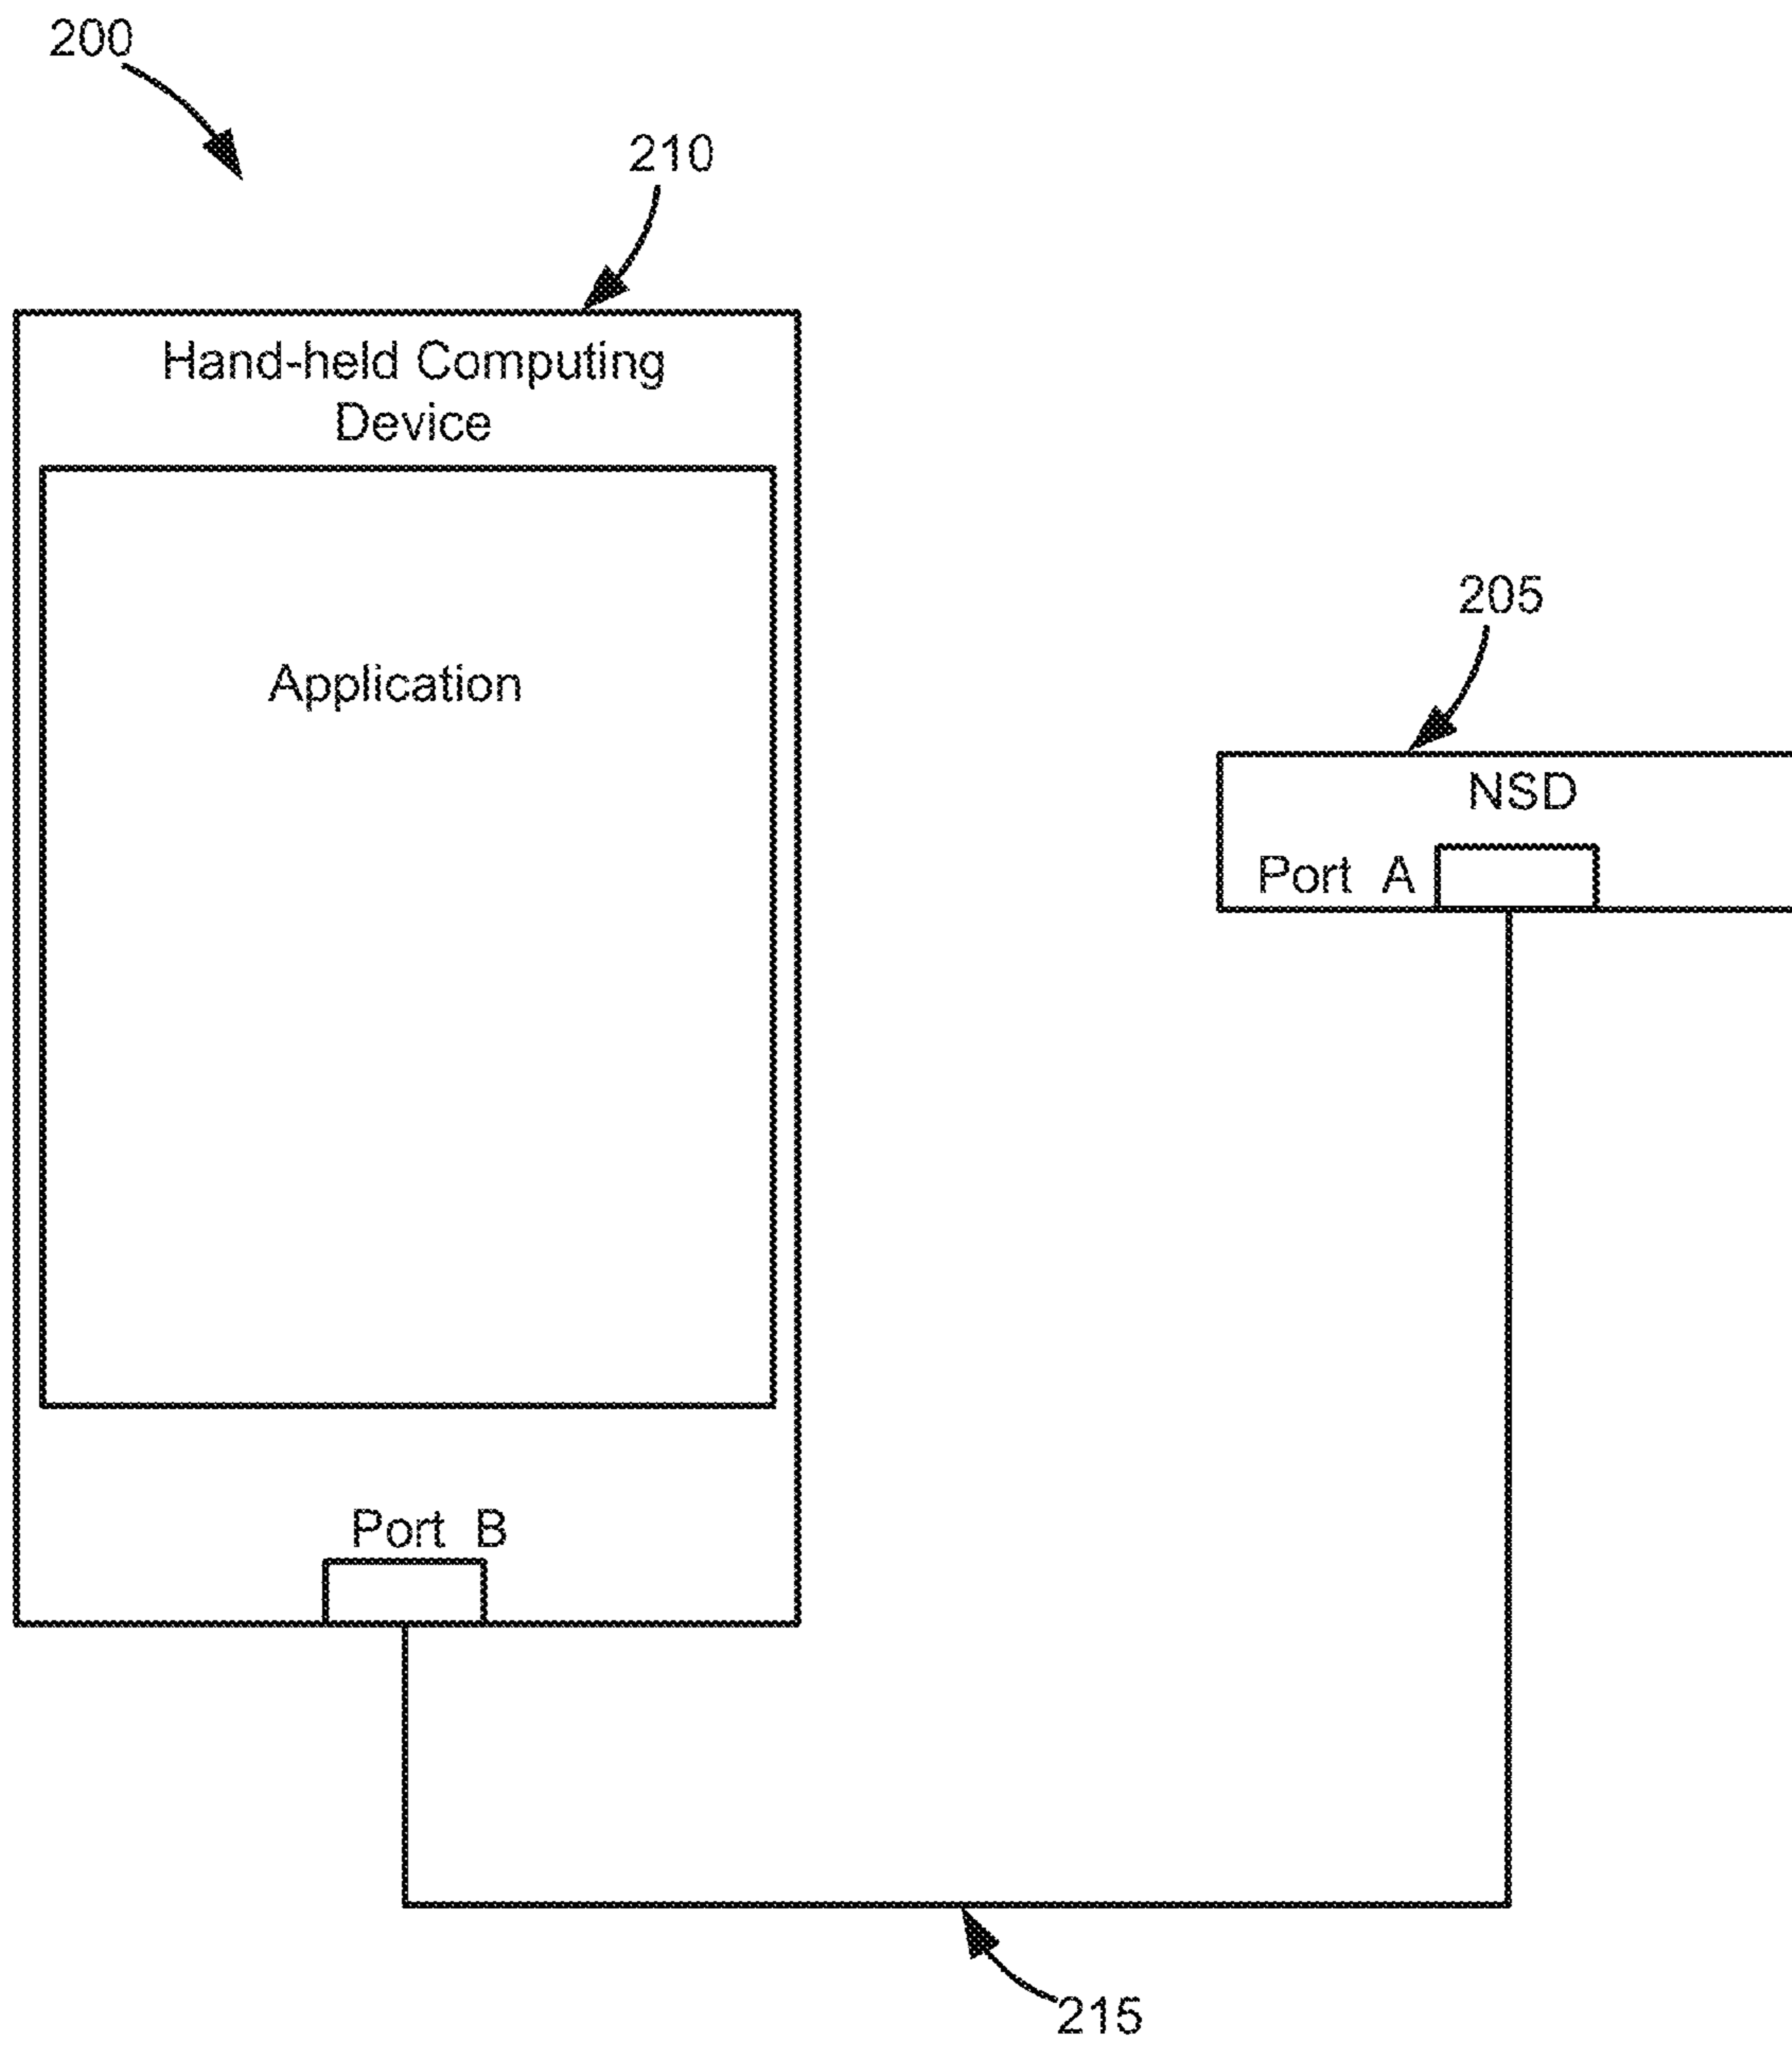 200
210
Hand-held Computing
Device
Application
205
NSD
Port A
Port B
215